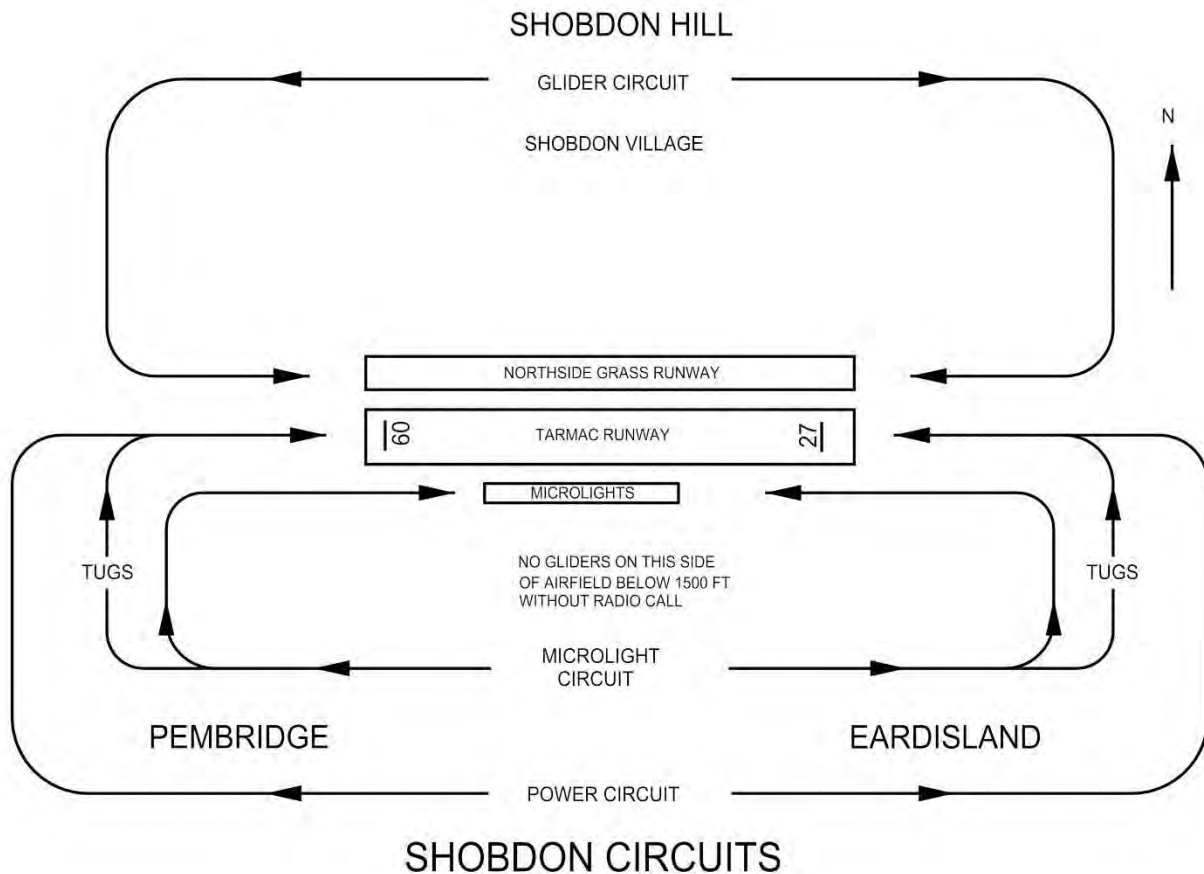 SHOBDON HILL
GLIDER CIRCUIT
SHOBDON VILLAGE
N
NORTHSIDE GRASS RUNWAY
09
TARMAC RUNWAY
27
MICROLIGHTS
NO GLIDERS ON THIS SIDE
OF AIRFIELD BELOW 1500 FT
WITHOUT RADIO CALL
TUGS
TUGS
MICROLIGHT
CIRCUIT
PEMBRIDGE
EARDISLAND
POWER CIRCUIT
SHOBDON CIRCUITS